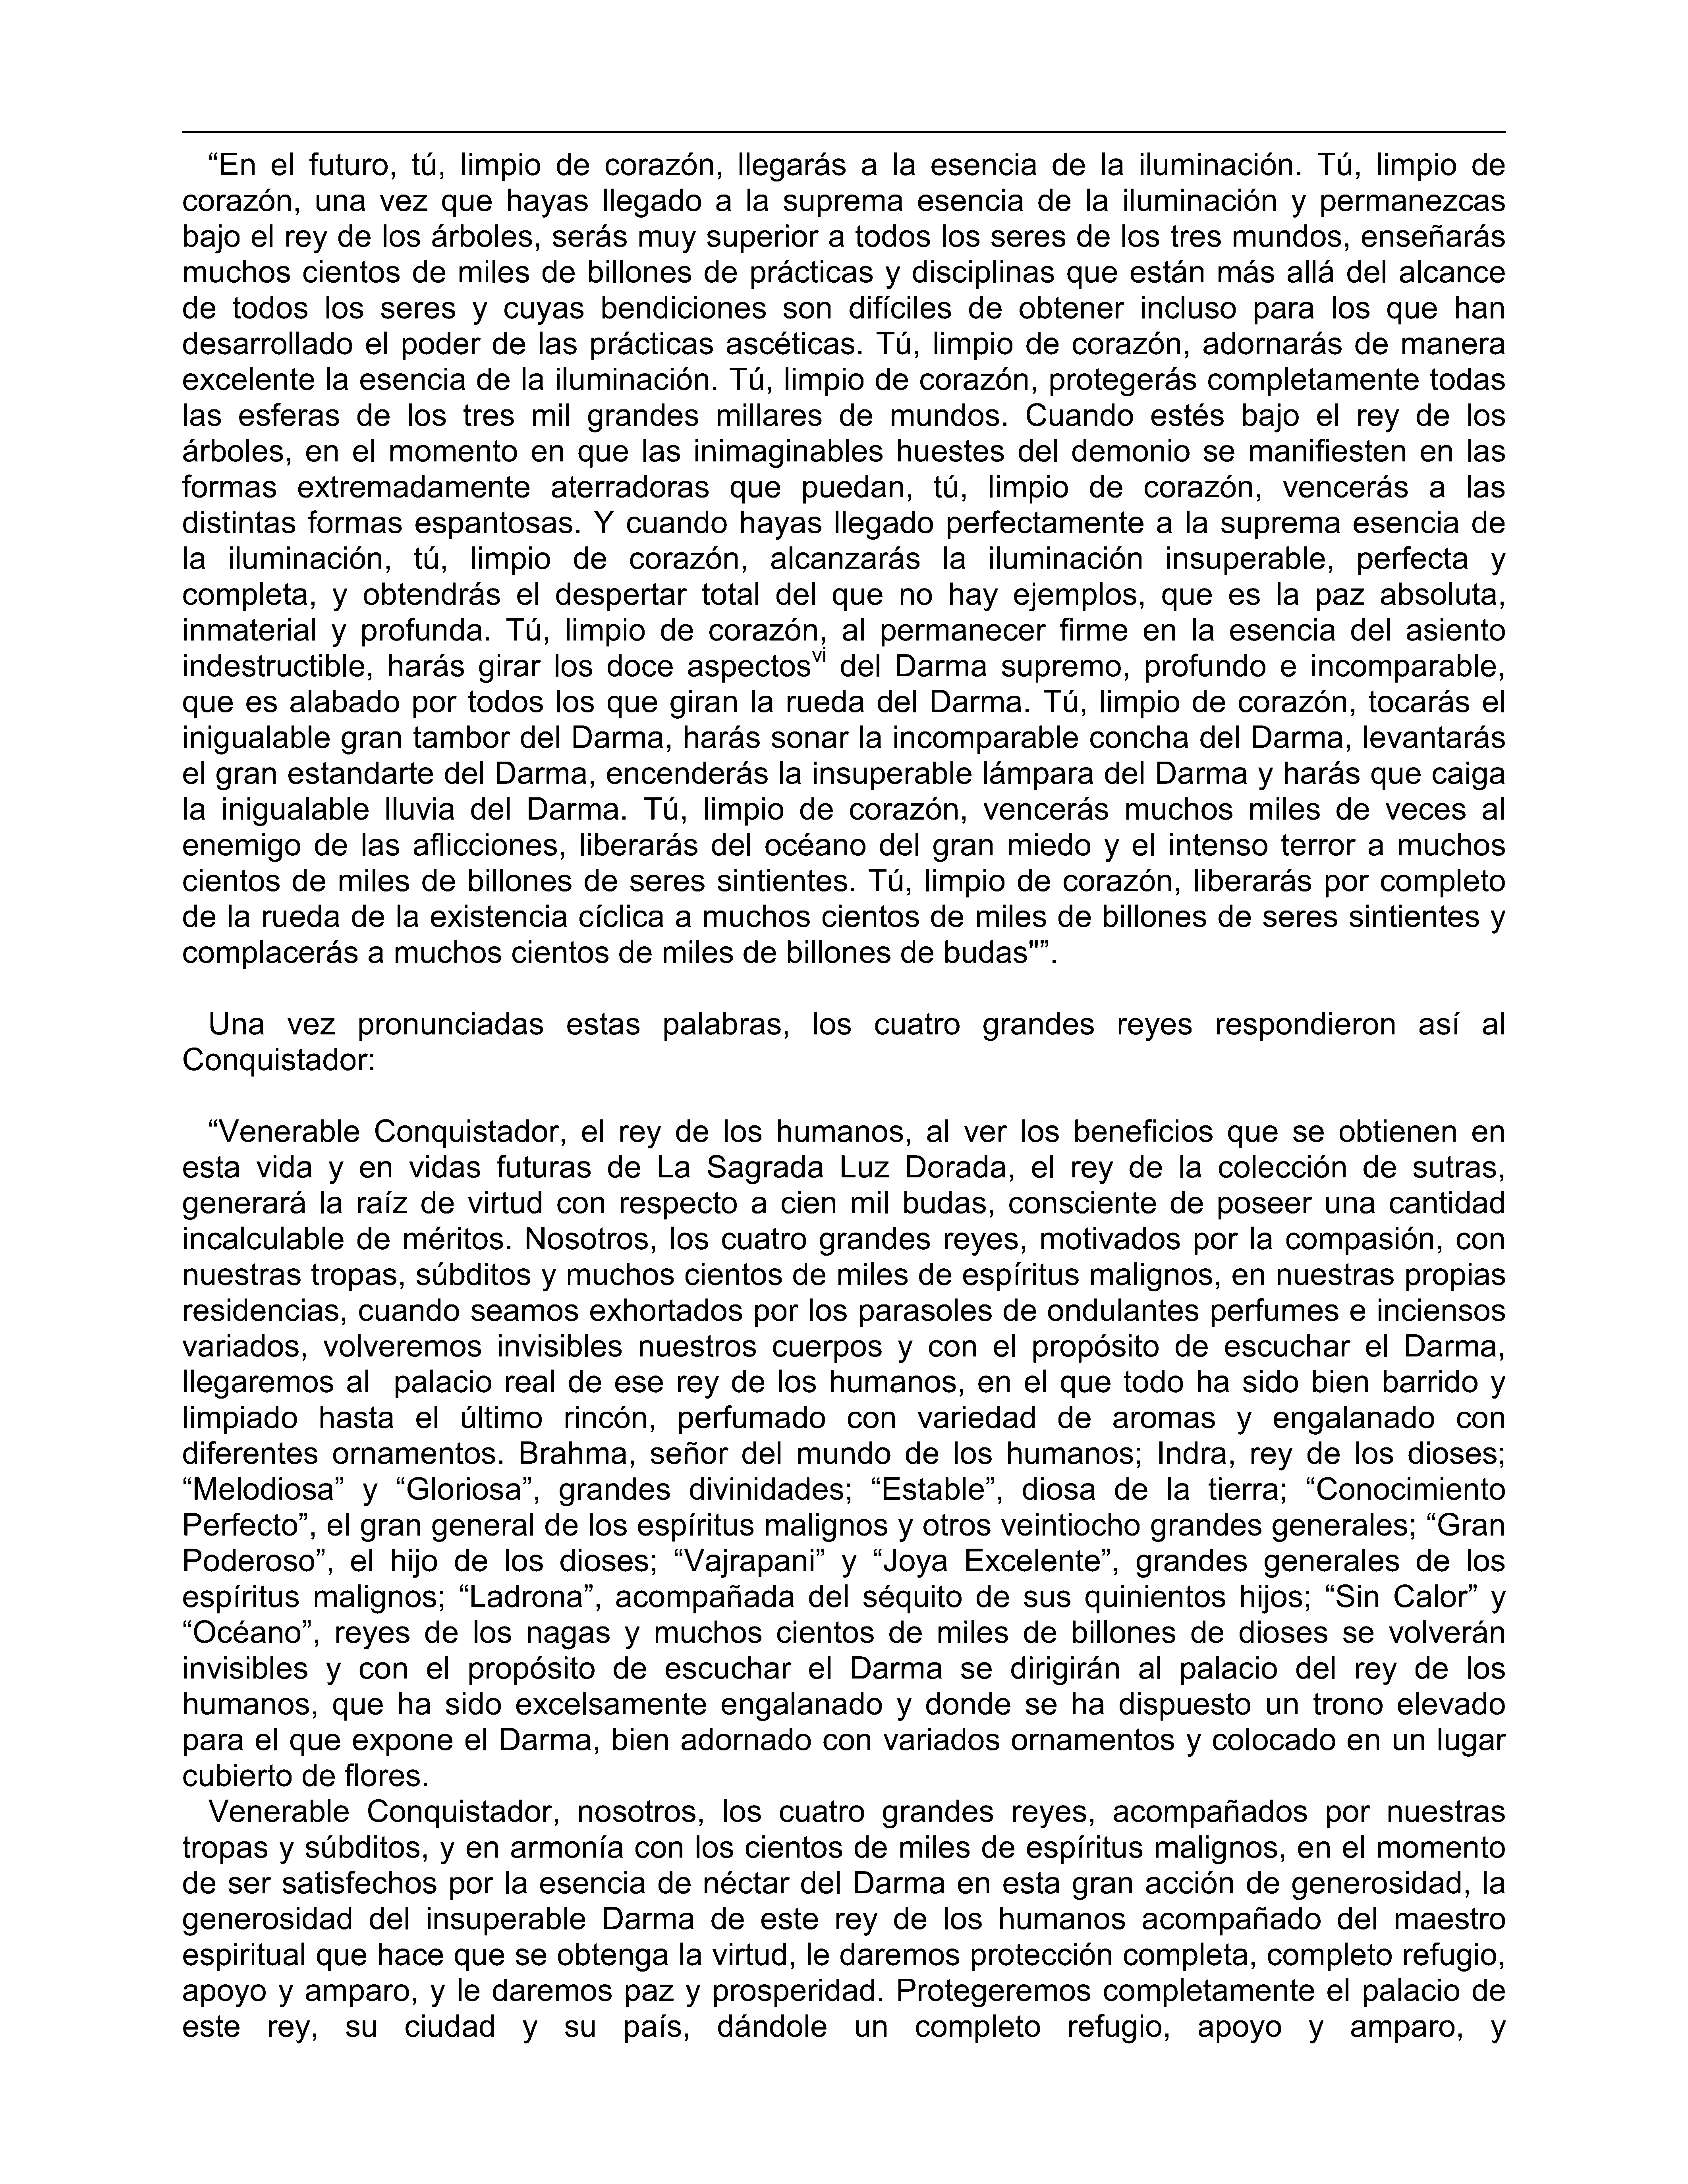 “En el futuro, tú, limpio de corazón, llegarás a la esencia de la iluminación. Tú, limpio de
corazón, una vez que hayas llegado a la suprema esencia de la iluminación y permanezcas
bajo el rey de los árboles, serás muy superior a todos los seres de los tres mundos, enseñarás
muchos cientos de miles de billones de prácticas y disciplinas que están más allá del alcance
de todos los seres y cuyas bendiciones son difíciles de obtener incluso para los que han
desarrollado el poder de las prácticas ascéticas. Tú, limpio de corazón, adornarás de manera
excelente la esencia de la iluminación. Tú, limpio de corazón, protegerás completamente todas
las esferas de los tres mil grandes millares de mundos. Cuando estés bajo el rey de los
árboles, en el momento en que las inimaginables huestes del demonio se manifiesten en las
formas extremadamente aterradoras que puedan, tú, limpio de corazón, vencerás a las
distintas formas espantosas. Y cuando hayas llegado perfectamente a la suprema esencia de
la iluminación, tú, limpio de corazón, alcanzarás la iluminación insuperable, perfecta y
completa, y obtendrás el despertar total del que no hay ejemplos, que es la paz absoluta,
inmaterial y profunda. Tú, limpio de corazón, al permanecer firme en la esencia del asiento
indestructible, harás girar los doce aspectosvi del Darma supremo, profundo e incomparable,
que es alabado por todos los que giran la rueda del Darma. Tú, limpio de corazón, tocarás el
inigualable gran tambor del Darma, harás sonar la incomparable concha del Darma, levantarás
el gran estandarte del Darma, encenderás la insuperable lámpara del Darma y harás que caiga
la inigualable lluvia del Darma. Tú, limpio de corazón, vencerás muchos miles de veces al
enemigo de las aflicciones, liberarás del océano del gran miedo y el intenso terror a muchos
cientos de miles de billones de seres sintientes. Tú, limpio de corazón, liberarás por completo
de la rueda de la existencia cíclica a muchos cientos de miles de billones de seres sintientes y
complacerás a muchos cientos de miles de billones de budas"”.
Una vez pronunciadas estas palabras, los cuatro grandes reyes respondieron así al
Conquistador:
“Venerable Conquistador, el rey de los humanos, al ver los beneficios que se obtienen en
esta vida y en vidas futuras de La Sagrada Luz Dorada, el rey de la colección de sutras,
generará la raíz de virtud con respecto a cien mil budas, consciente de poseer una cantidad
incalculable de méritos. Nosotros, los cuatro grandes reyes, motivados por la compasión, con
nuestras tropas, súbditos y muchos cientos de miles de espíritus malignos, en nuestras propias
residencias, cuando seamos exhortados por los parasoles de ondulantes perfumes e inciensos
variados, volveremos invisibles nuestros cuerpos y con el propósito de escuchar el Darma,
llegaremos al palacio real de ese rey de los humanos, en el que todo ha sido bien barrido y
limpiado hasta el último rincón, perfumado con variedad de aromas y engalanado con
diferentes ornamentos. Brahma, señor del mundo de los humanos; Indra, rey de los dioses;
“Melodiosa” y “Gloriosa”, grandes divinidades; “Estable”, diosa de la tierra; “Conocimiento
Perfecto”, el gran general de los espíritus malignos y otros veintiocho grandes generales; “Gran
Poderoso”, el hijo de los dioses; “Vajrapani” y “Joya Excelente”, grandes generales de los
espíritus malignos; “Ladrona”, acompañada del séquito de sus quinientos hijos; “Sin Calor” y
“Océano”, reyes de los nagas y muchos cientos de miles de billones de dioses se volverán
invisibles y con el propósito de escuchar el Darma se dirigirán al palacio del rey de los
humanos, que ha sido excelsamente engalanado y donde se ha dispuesto un trono elevado
para el que expone el Darma, bien adornado con variados ornamentos y colocado en un lugar
cubierto de flores.
Venerable Conquistador, nosotros, los cuatro grandes reyes, acompañados por nuestras
tropas y súbditos, y en armonía con los cientos de miles de espíritus malignos, en el momento
de ser satisfechos por la esencia de néctar del Darma en esta gran acción de generosidad, la
generosidad del insuperable Darma de este rey de los humanos acompañado del maestro
espiritual que hace que se obtenga la virtud, le daremos protección completa, completo refugio,
apoyo y amparo, y le daremos paz y prosperidad. Protegeremos completamente el palacio de
este rey, su ciudad y su país, dándole un completo refugio, apoyo y amparo, y